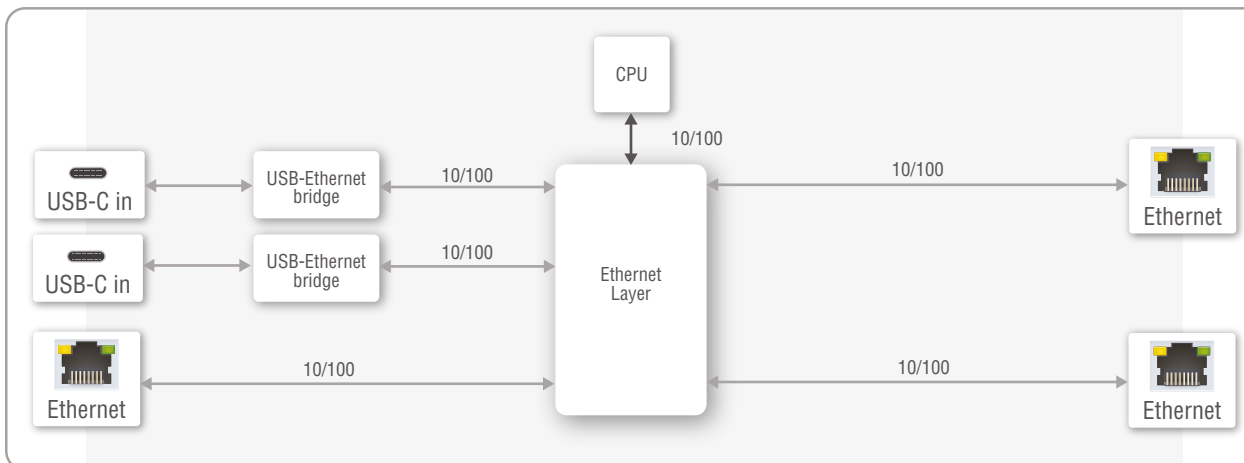 CPU
10/100
USB-C in
USB-Ethernet
bridge
10/100
10/100
Ethernet
USB-C in
USB-Ethernet
bridge
10/100
Ethernet
Layer
Ethernet
10/100
10/100
Ethernet